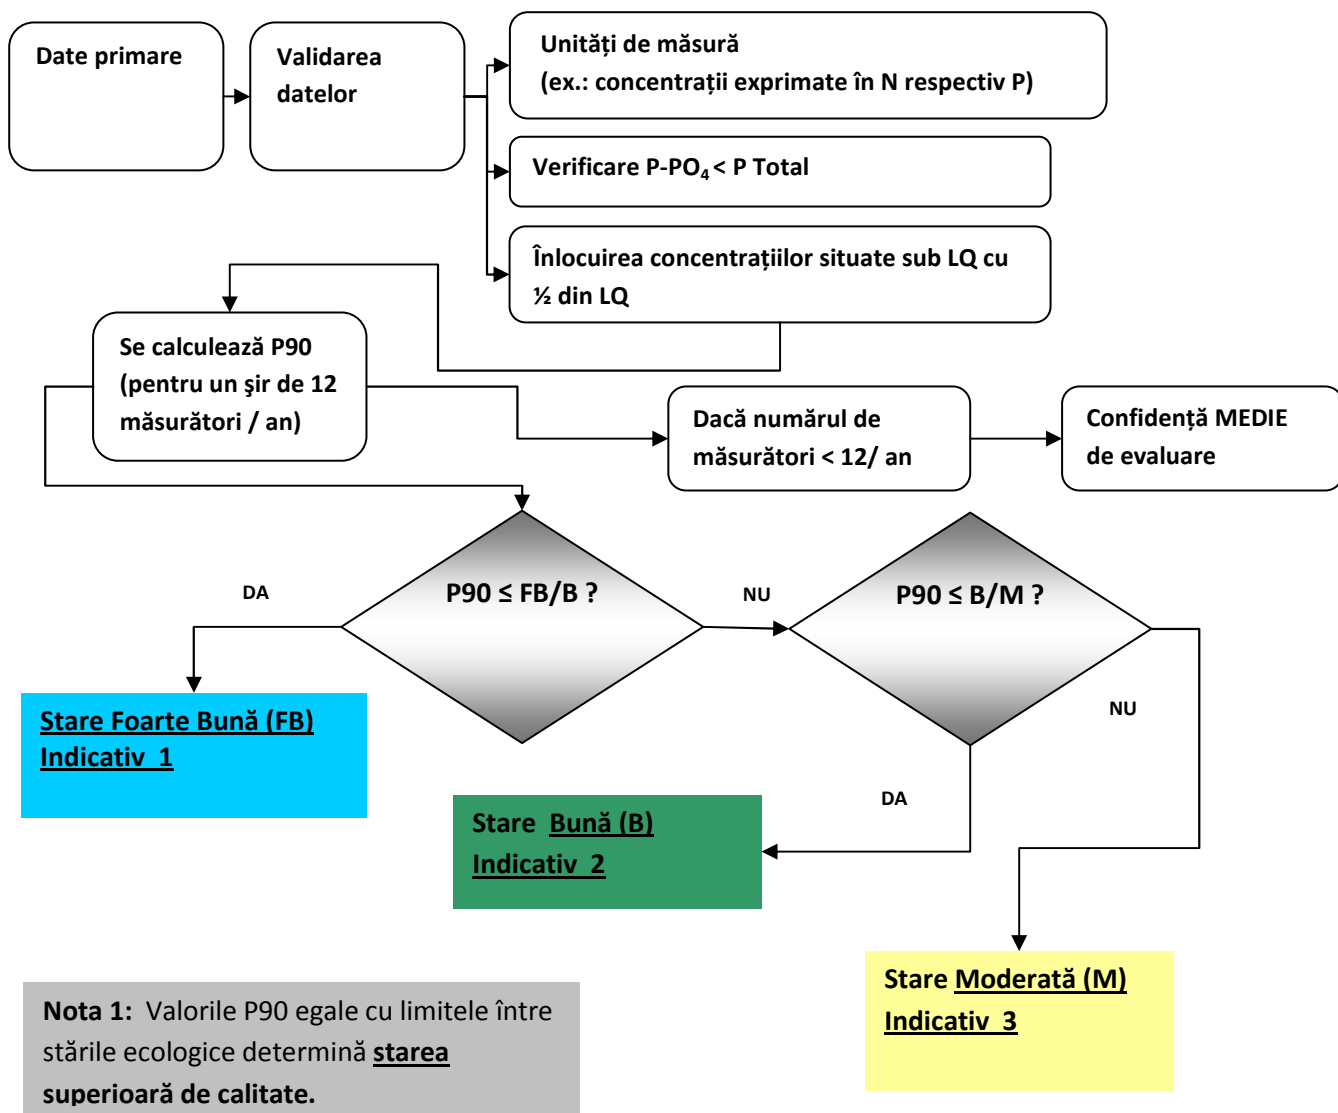 Date primare
Validarea
datelor
Unități de măsură
(ex.: concentrații exprimate în N respectiv P)
Verificare P-PO₄ < P Total
Înlocuirea concentrațiilor situate sub LQ cu
½ din LQ
Se calculează P90
(pentru un şir de 12
măsurători / an)
Dacă numărul de
măsurători < 12/ an
Confidență MEDIE
de evaluare
P90 ≤ FB/B ?
DA
NU
P90 ≤ B/M ?
NU
DA
Stare Foarte Bună (FB)
Indicativ 1
Stare Bună (B)
Indicativ 2
Stare Moderată (M)
Indicativ 3
Nota 1: Valorile P90 egale cu limitele între
stările ecologice determină starea
superioară de calitate.